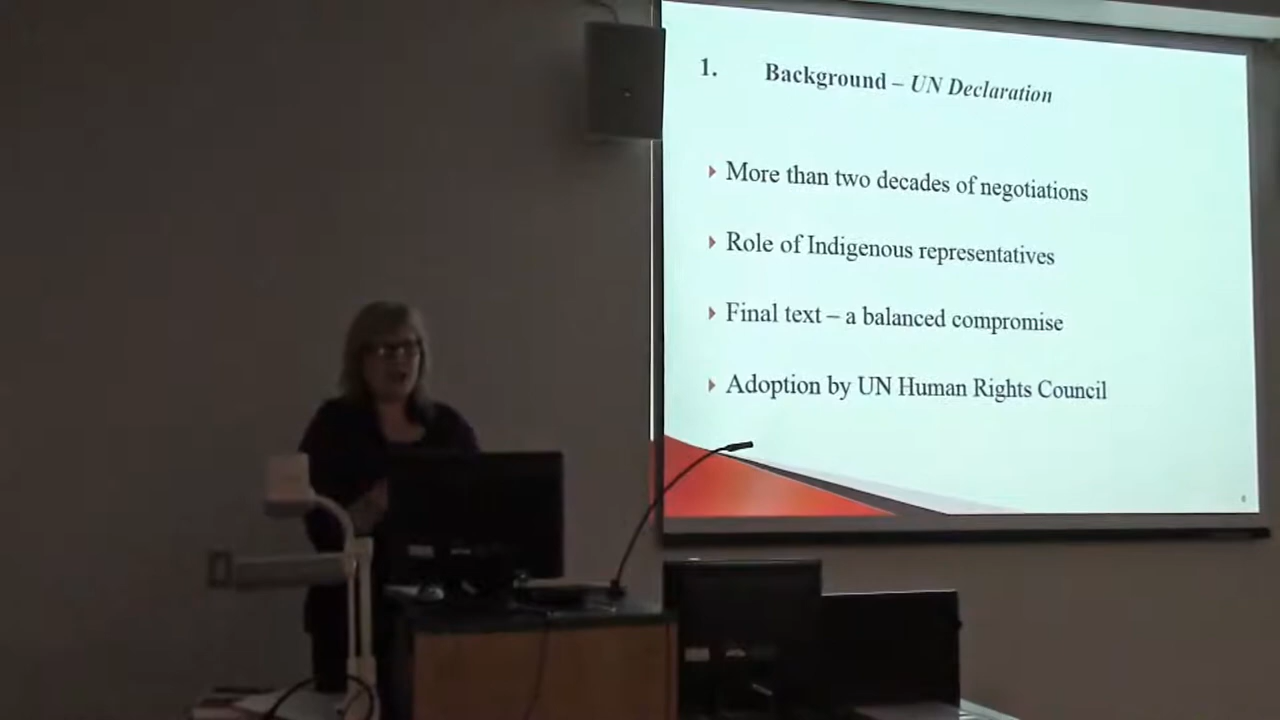 1. Background – UN Declaration
More than two decades of negotiations
Role of Indigenous representatives
Final text – a balanced compromise
Adoption by UN Human Rights Council